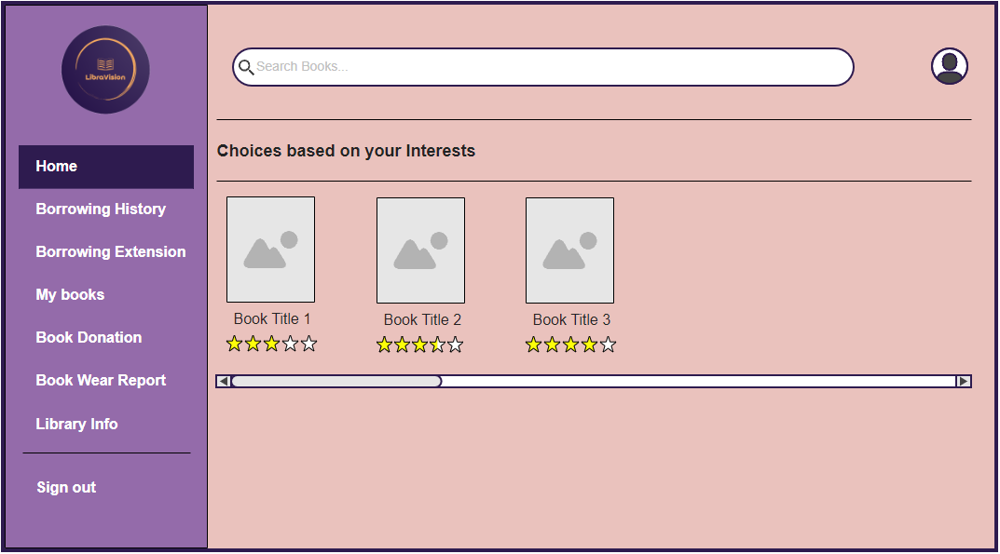 LibraVision
Home
Borrowing History
Borrowing Extension
My books
Book Donation
Book Wear Report
Library Info
Sign out
Search Books...
Choices based on your Interests
Book Title 1
Book Title 2
Book Title 3